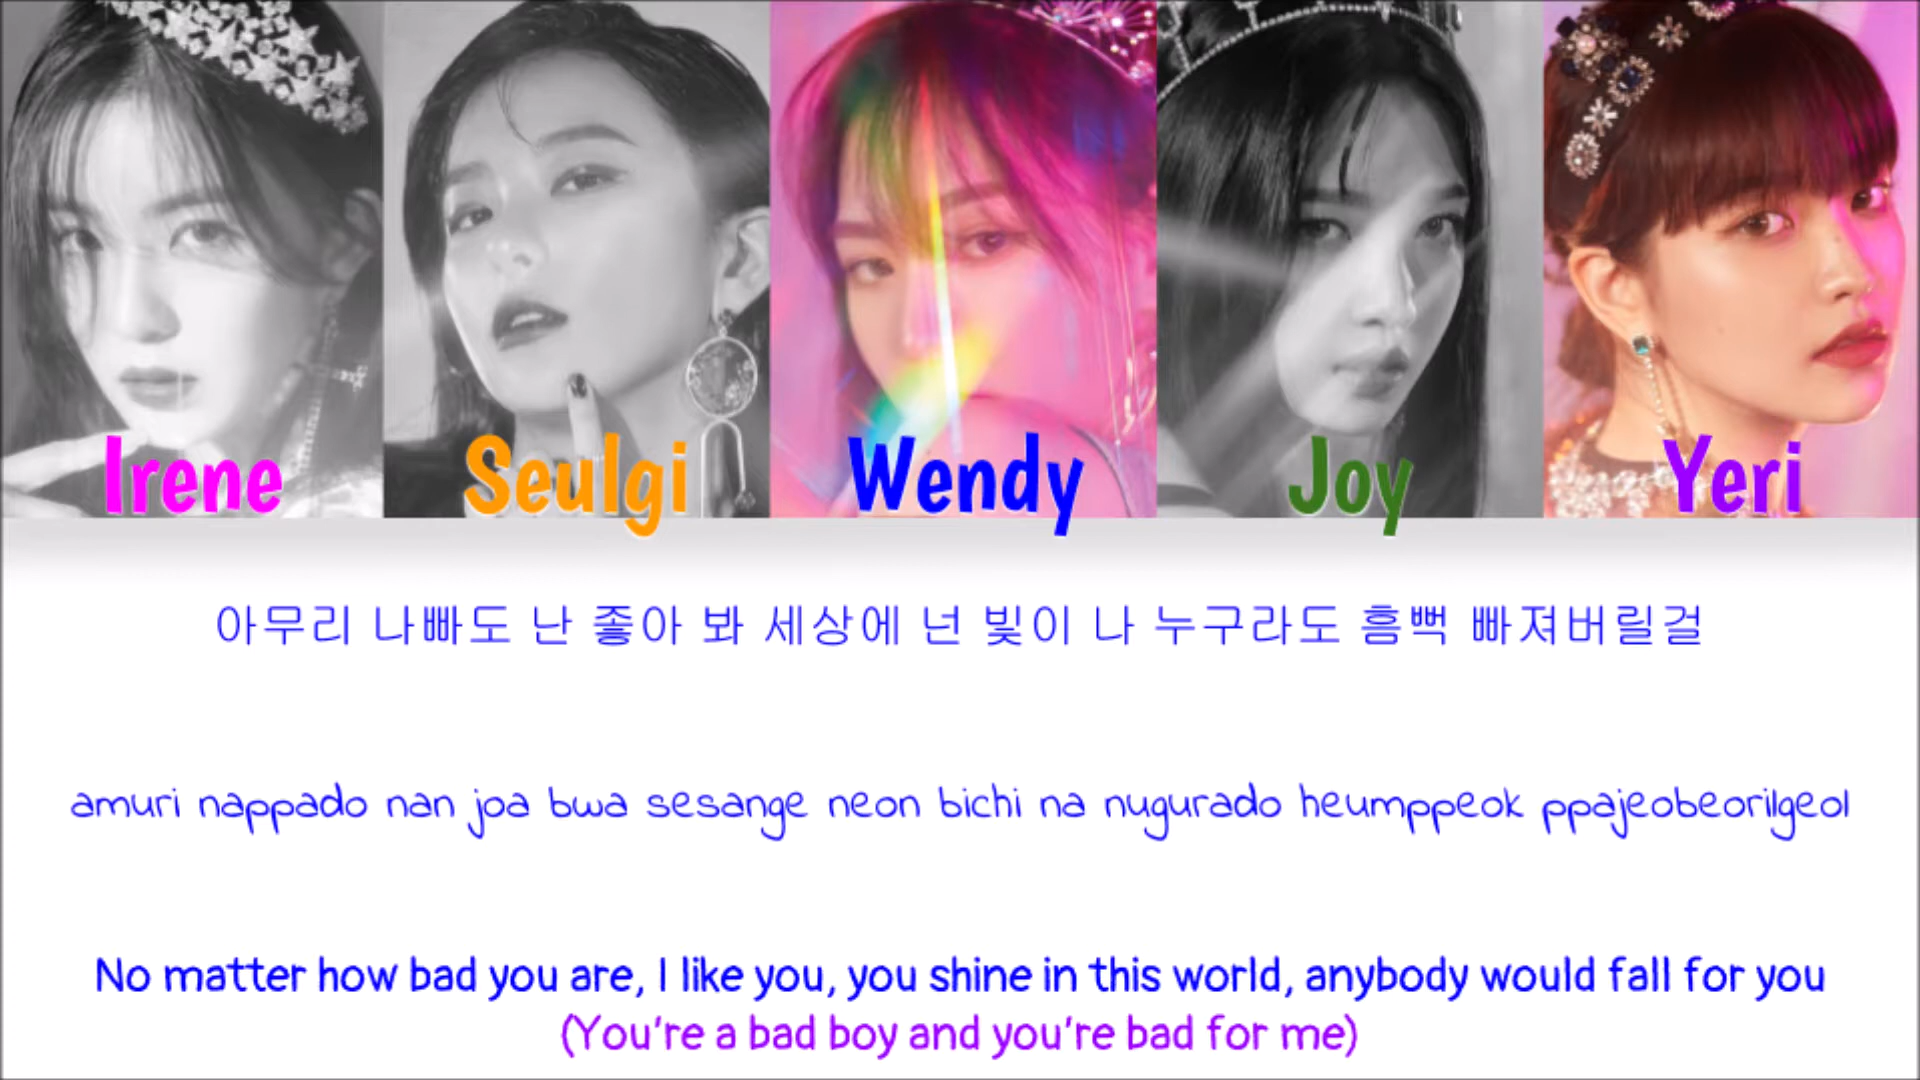 Irene Seulgi Wendy Joy Yeri
아무리 나빠도 난 좋아 봐 세상에 넌 빛이 나 누구라도 흠뻑 빠져버릴걸
amuri nappado nan joa bwa sesange neon bichi na nugurado heumppeok ppajeobeorilgeol
No matter how bad you are, I like you, you shine in this world, anybody would fall for you
(You're a bad boy and you're bad for me)